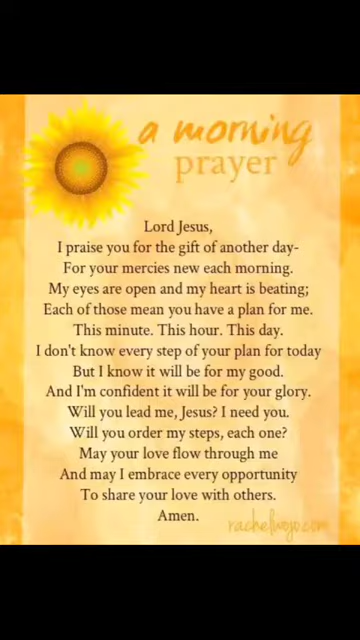 a morning
prayer
Lord Jesus,
I praise you for the gift of another day-
For your mercies new each morning.
My eyes are open and my heart is beating;
Each of those mean you have a plan for me.
This minute. This hour. This day.
I don't know every step of your plan for today
But I know it will be for my good.
And I'm confident it will be for your glory.
Will you lead me, Jesus? I need you.
Will you order my steps, each one?
May your love flow through me
And may I embrace every opportunity
To share your love with others.
Amen.
rachelwojo.com